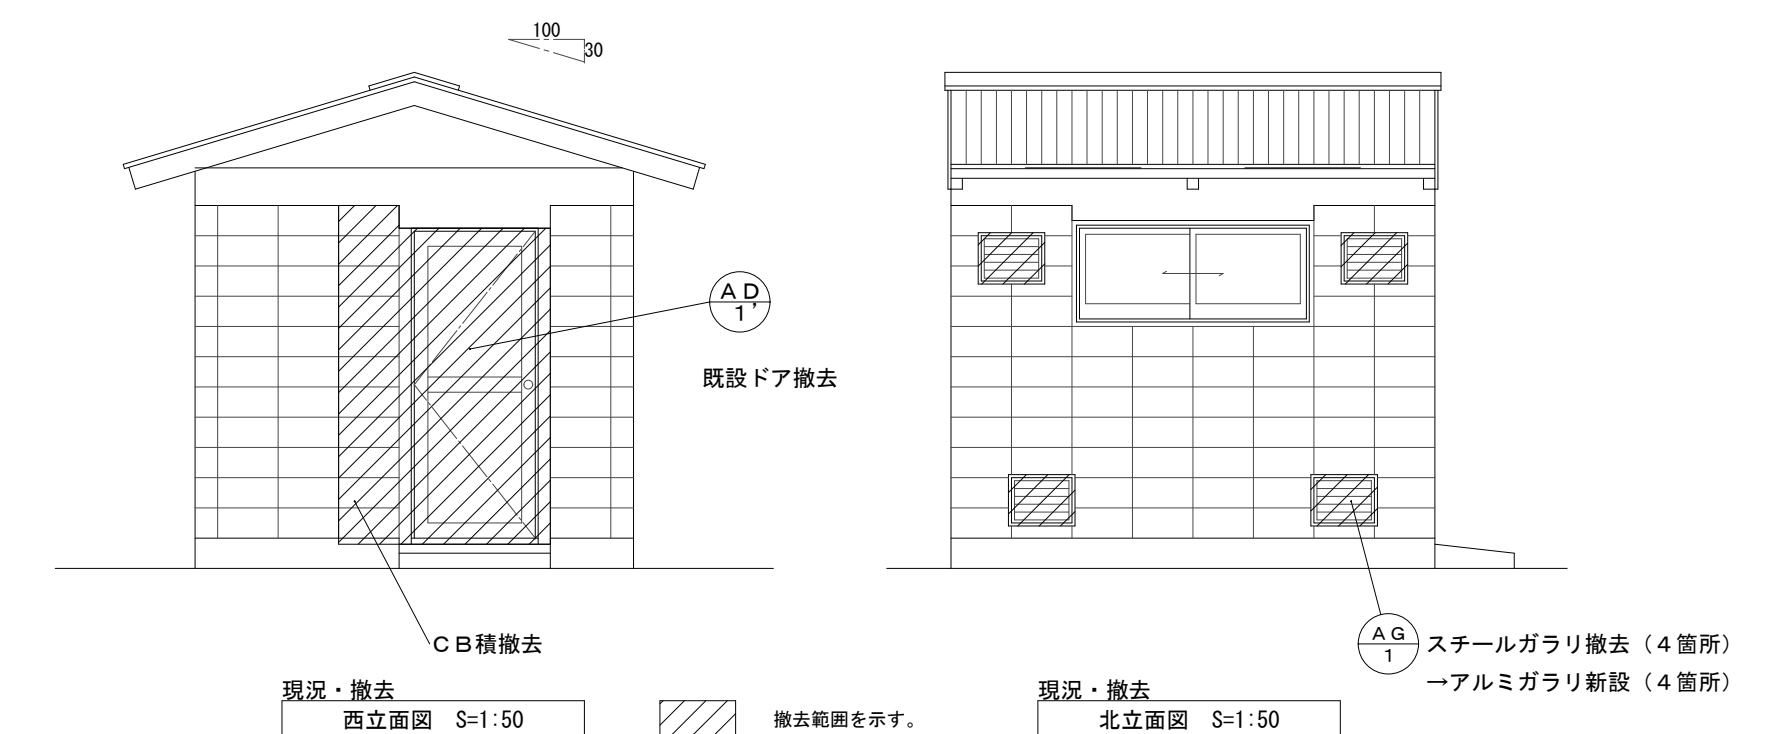 100
30
ＡＤ
１’
既設ドア撤去
ＣＢ積撤去
ＡＧ
１
スチールガラリ撤去（４箇所）
→アルミガラリ新設（４箇所）
現況・撤去
西立面図 S=1:50
撤去範囲を示す。
現況・撤去
北立面図 S=1:50